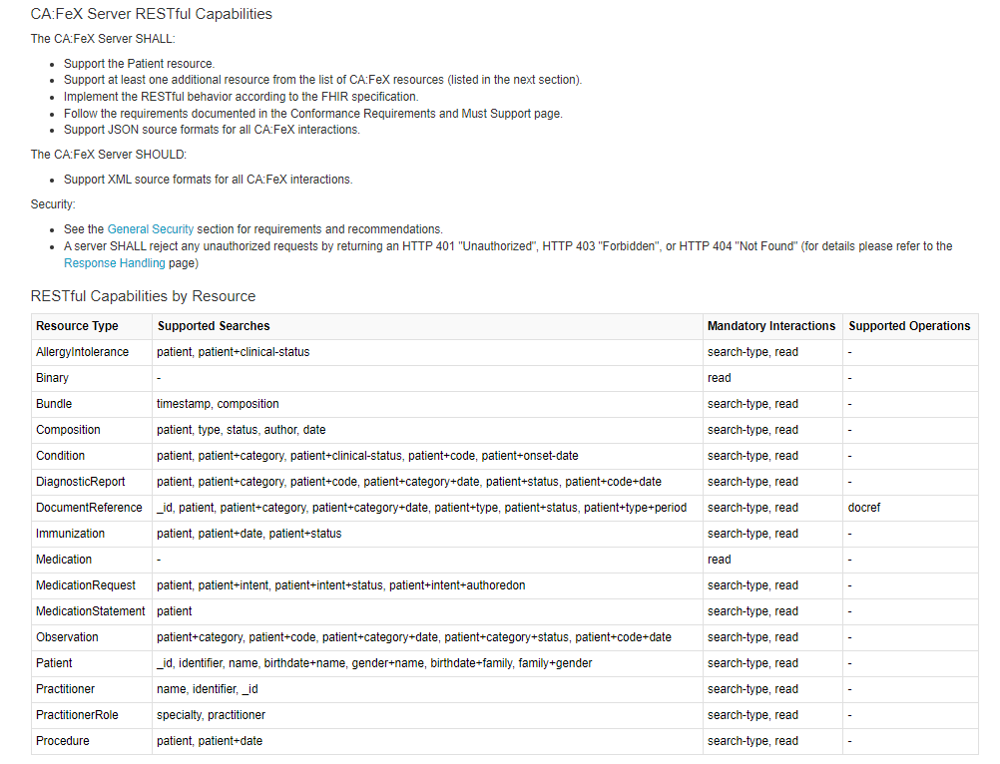 CA:FeX Server RESTful Capabilities
The CA:FeX Server SHALL:
• Support the Patient resource.
• Support at least one additional resource from the list of CA:FeX resources (listed in the next section).
• Implement the RESTful behavior according to the FHIR specification.
• Follow the requirements documented in the Conformance Requirements and Must Support page.
• Support JSON source formats for all CA:FeX interactions.
The CA:FeX Server SHOULD:
• Support XML source formats for all CA:FeX interactions.
Security:
• See the General Security section for requirements and recommendations.
• A server SHALL reject any unauthorized requests by returning an HTTP 401 "Unauthorized", HTTP 403 "Forbidden", or HTTP 404 "Not Found" (for details please refer to the
Response Handling page)
RESTful Capabilities by Resource
Resource Type Supported Searches Mandatory Interactions Supported Operations
AllergyIntolerance patient, patient+clinical-status search-type, read -
Binary - read -
Bundle timestamp, composition search-type, read -
Composition patient, type, status, author, date search-type, read -
Condition patient, patient+category, patient+clinical-status, patient+code, patient+onset-date search-type, read -
DiagnosticReport patient, patient+category, patient+code, patient+category+date, patient+status, patient+code+date search-type, read -
DocumentReference _id, patient, patient+category, patient+category+date, patient+type, patient+status, patient+type+period search-type, read docref
Immunization patient, patient+date, patient+status search-type, read -
Medication - read -
MedicationRequest patient, patient+intent, patient+intent+status, patient+intent+authoredon search-type, read -
MedicationStatement patient search-type, read -
Observation patient+category, patient+code, patient+category+date, patient+category+status, patient+code+date search-type, read -
Patient _id, identifier, name, birthdate+name, gender+name, birthdate+family, family+gender search-type, read -
Practitioner name, identifier, _id search-type, read -
PractitionerRole specialty, practitioner search-type, read -
Procedure patient, patient+date search-type, read -